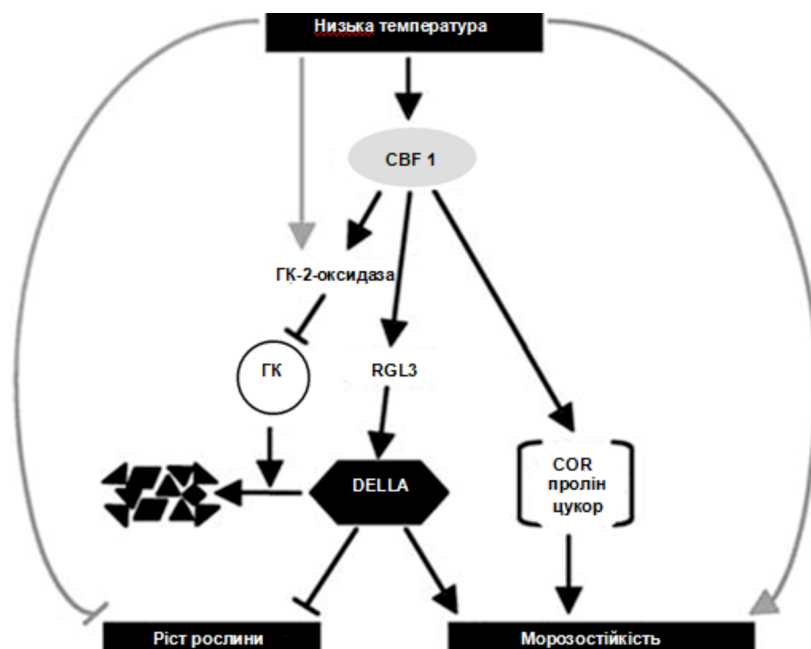 Низька температура
CBF 1
ГК-2-оксидаза
ГК
RGL3
DELLA
COR
пролін
цукор
Ріст рослини
Морозостійкість